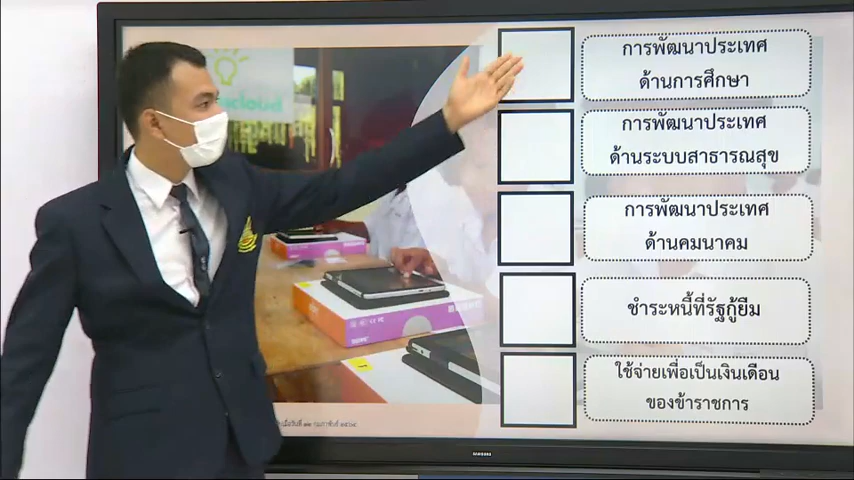 การพัฒนาประเทศ
ด้านการศึกษา
การพัฒนาประเทศ
ด้านระบบสาธารณสุข
การพัฒนาประเทศ
ด้านคมนาคม
ชำระหนี้ที่รัฐกู้ยืม
ใช้จ่ายเพื่อเป็นเงินเดือน
ของข้าราชการ
cloud
SAMSUNG